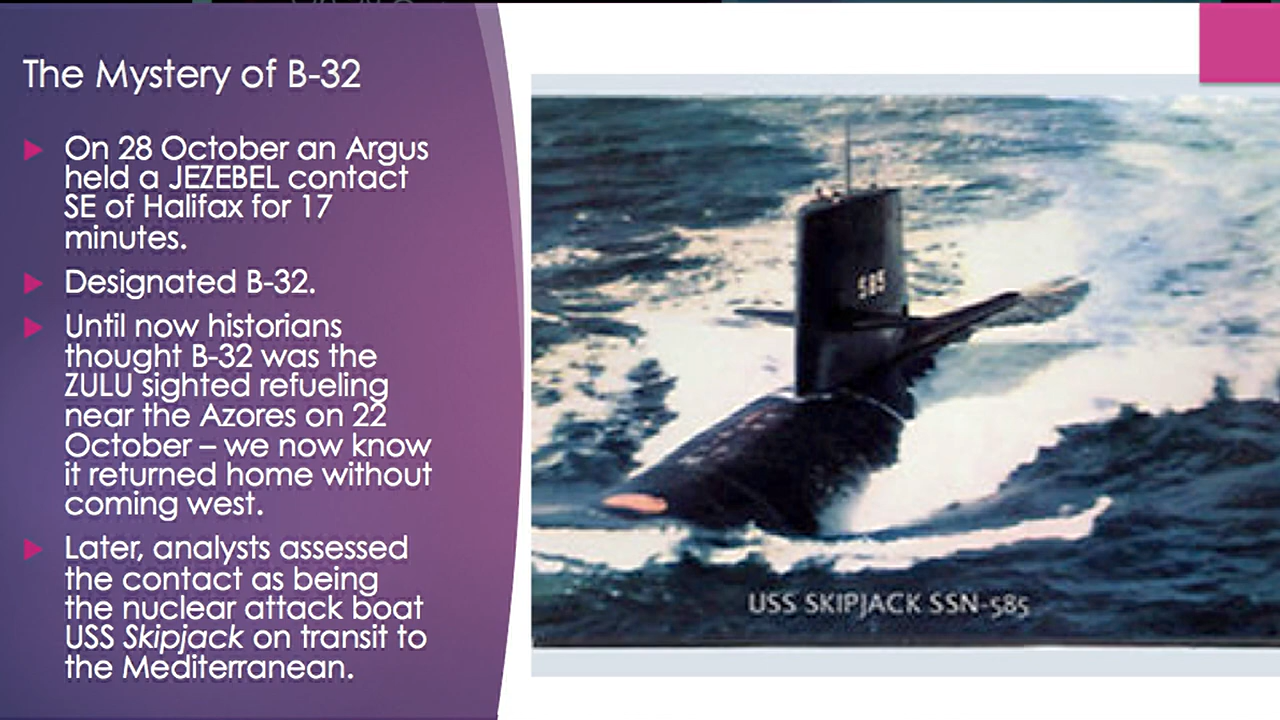 The Mystery of B-32
On 28 October an Argus
held a JEZEBEL contact
SE of Halifax for 17
minutes.
Designated B-32.
Until now historians
thought B-32 was the
ZULU sighted refueling
near the Azores on 22
October – we now know
it returned home without
coming west.
Later, analysts assessed
the contact as being
the nuclear attack boat
USS Skipjack on transit to
the Mediterranean.
585
USS SKIPJACK SSN-585